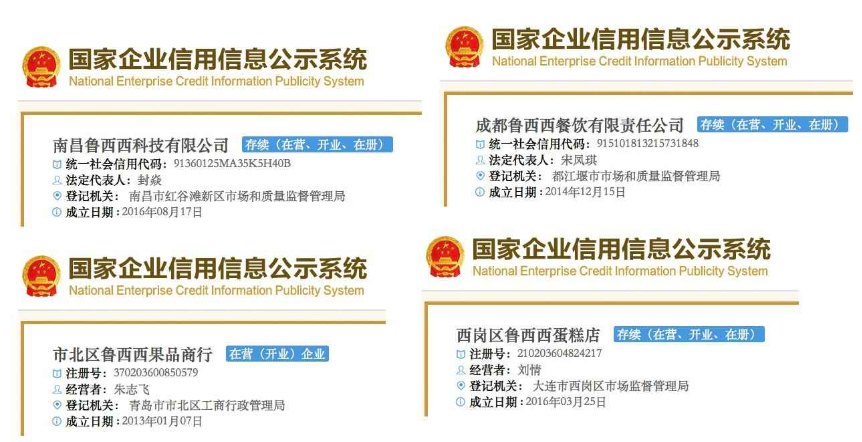 国家企业信用信息公示系统
National Enterprise Credit Information Publicity System
南昌鲁西西科技有限公司 存续（在营、开业、在册）
统一社会信用代码：91360125MA35K5H40B
法定代表人：封焱
登记机关：南昌市红谷滩新区市场和质量监督管理局
成立日期：2016年08月17日
国家企业信用信息公示系统
National Enterprise Credit Information Publicity System
成都鲁西西餐饮有限责任公司 存续（在营、开业、在册）
统一社会信用代码：915101813215731848
法定代表人：宋凤琪
登记机关：都江堰市市场和质量监督管理局
成立日期：2014年12月15日
国家企业信用信息公示系统
National Enterprise Credit Information Publicity System
市北区鲁西西果品商行 在营（开业）企业
注册号：370203600850579
经营者：朱志飞
登记机关：青岛市市北区工商行政管理局
成立日期：2013年01月07日
国家企业信用信息公示系统
National Enterprise Credit Information Publicity System
西岗区鲁西西蛋糕店 存续（在营、开业、在册）
注册号：210203604824217
经营者：刘情
登记机关：大连市西岗区市场监督管理局
成立日期：2016年03月25日